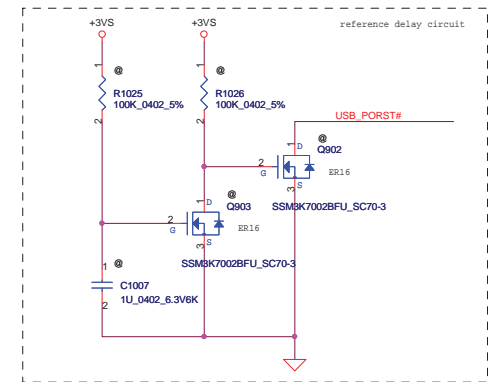 +3VS
+3VS
reference delay circuit
1
@
R1025
100K_0402_5%
2
1
@
R1026
100K_0402_5%
2
USB_PORST#
1
D
@
Q902
2
G
ER16
3
S
SSM3K7002BFU_SC70-3
1
D
@
Q903
2
G
ER16
3
S
SSM3K7002BFU_SC70-3
1
@
C1007
1U_0402_6.3V6K
2